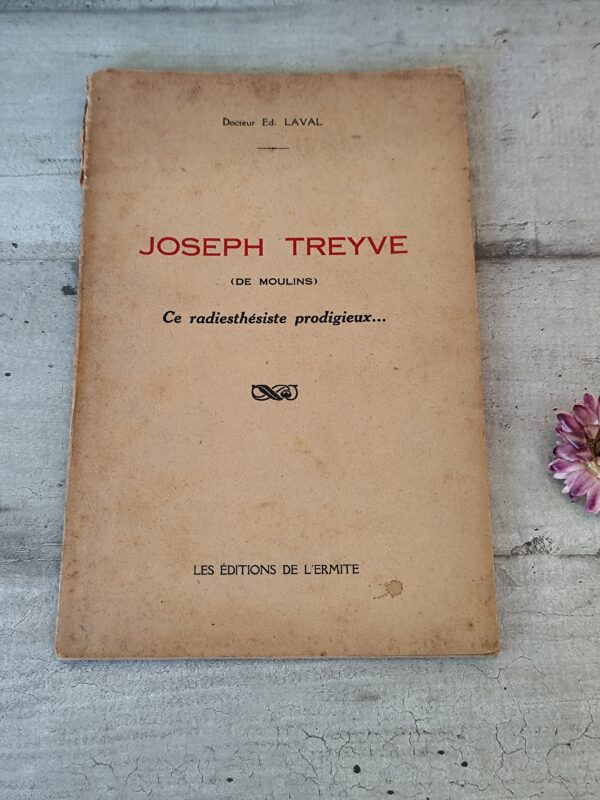 Docteur Ed. LAVAL
JOSEPH TREYVE
(DE MOULINS)
Ce radiesthésiste prodigieux...
LES ÉDITIONS DE L'ERMITE